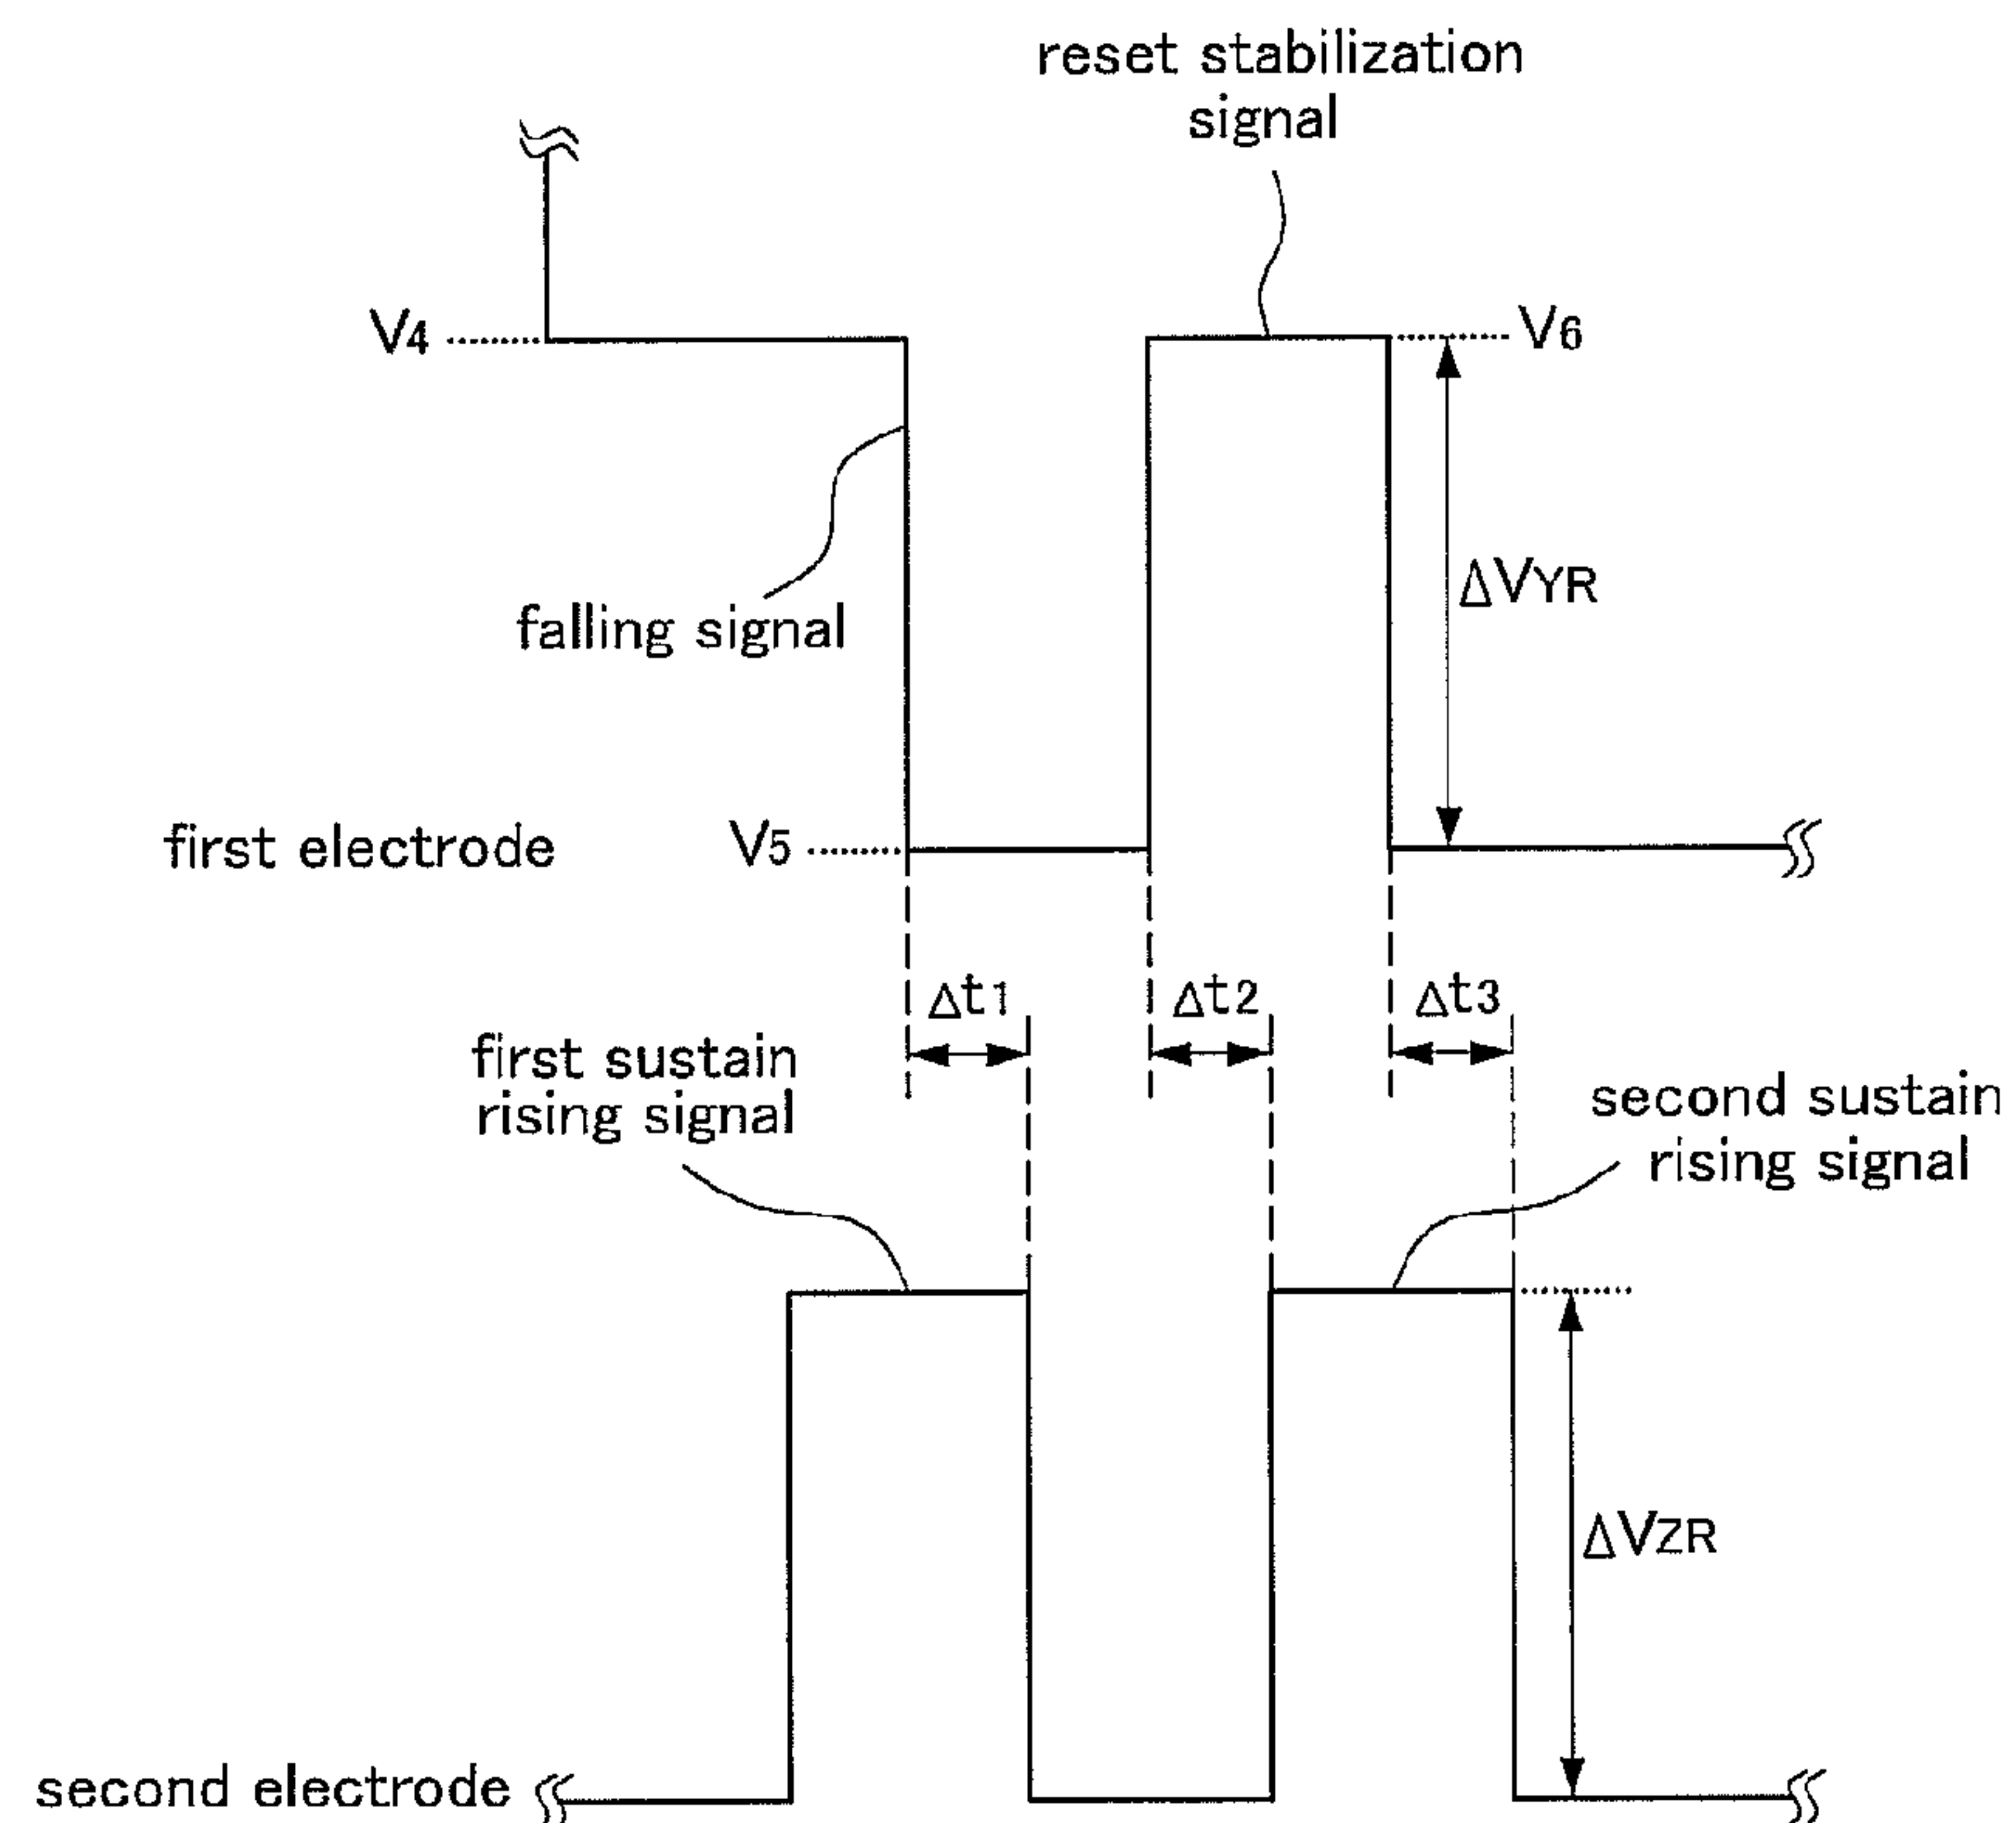 reset stabilization
signal
V4
V6
ΔVYR
falling signal
first electrode
V5
Δt1
Δt2
Δt3
first sustain
rising signal
second sustain
rising signal
ΔVZR
second electrode